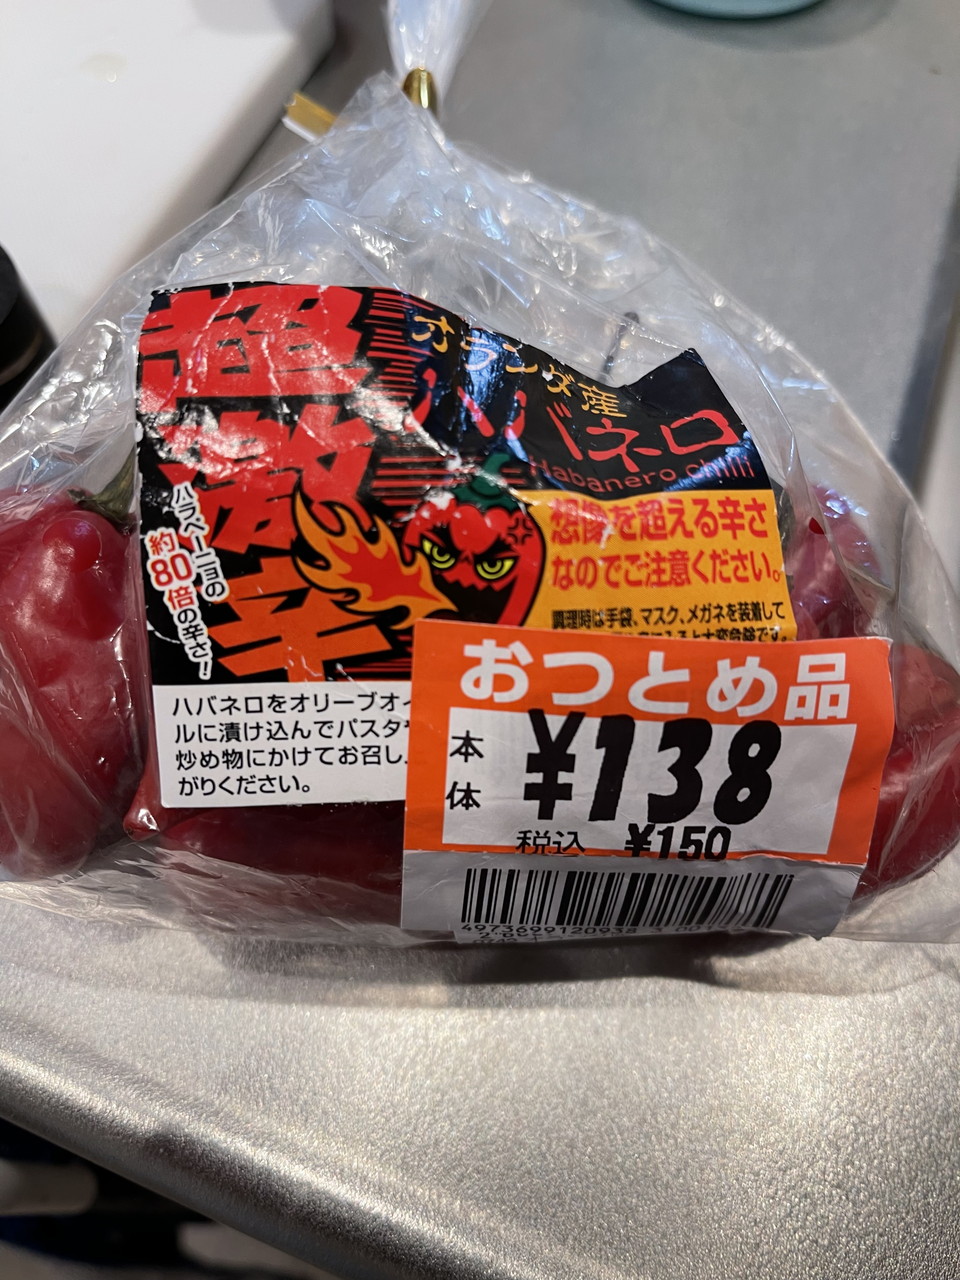 超激辛
オランダ産
ハバネロ
Habanero chilli
ハラペーニョの
約80倍の辛さ!
想像を超える辛さ
なのでご注意ください。
調理時は手袋、マスク、メガネを装着して
ハバネロをオリーブオイ
ルに漬け込んでパスタや
炒め物にかけてお召し上
がりください。
おつとめ品
本体 ¥138
税込 ¥150
4973699120938